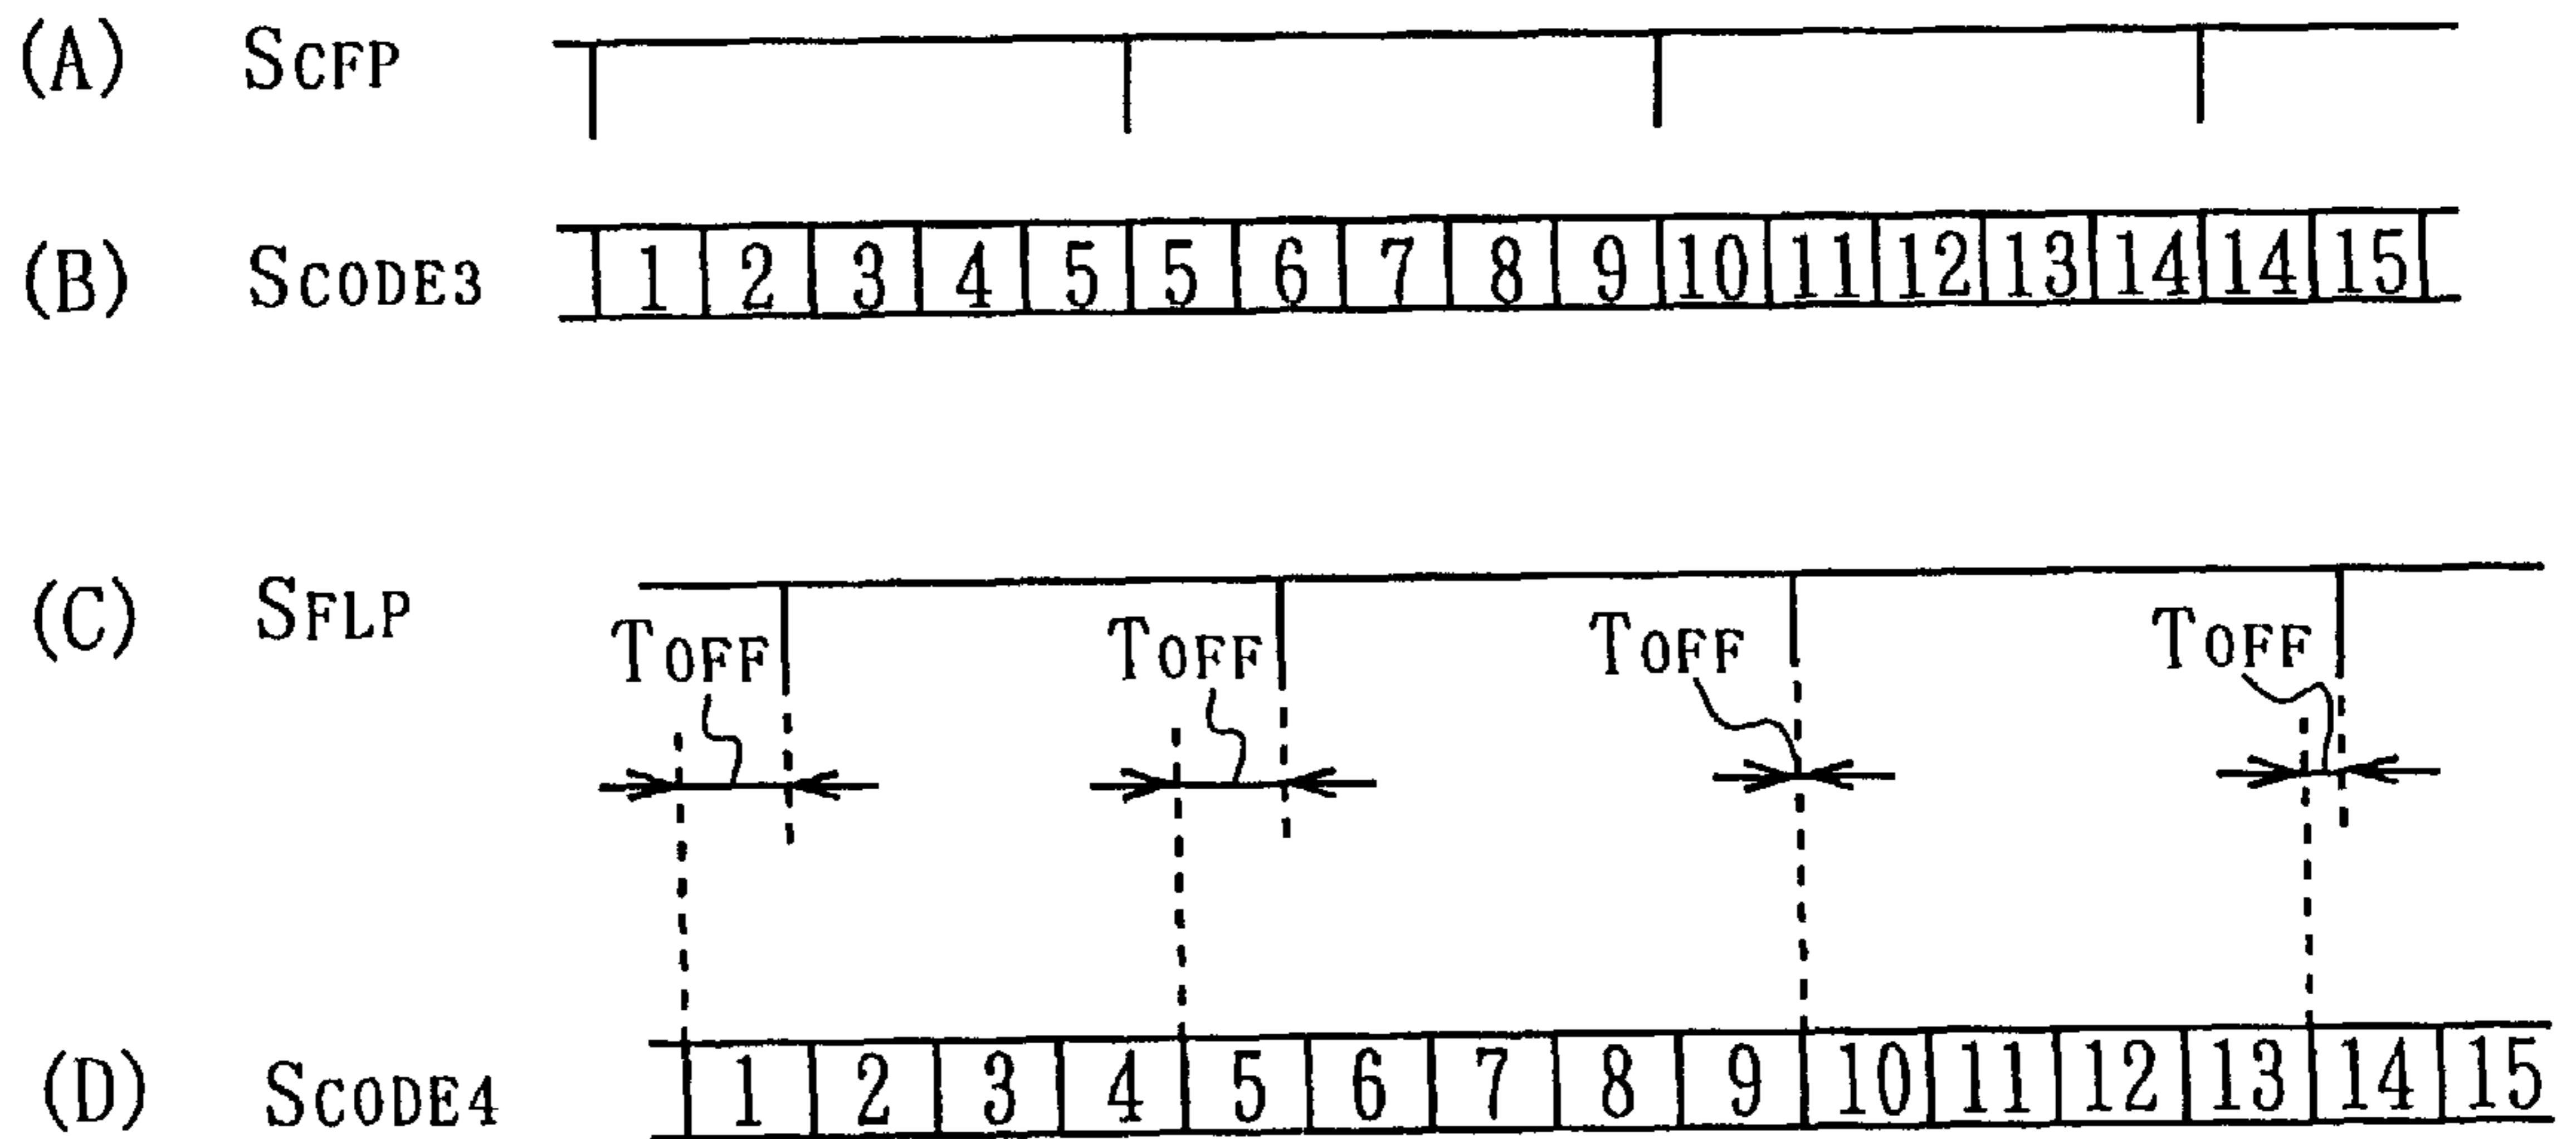 (A) SCFP
(B) SCODE3 1 2 3 4 5 5 6 7 8 9 10 11 12 13 14 14 15
(C) SFLP
TOFF TOFF TOFF TOFF
(D) SCODE4 1 2 3 4 5 6 7 8 9 10 11 12 13 14 15